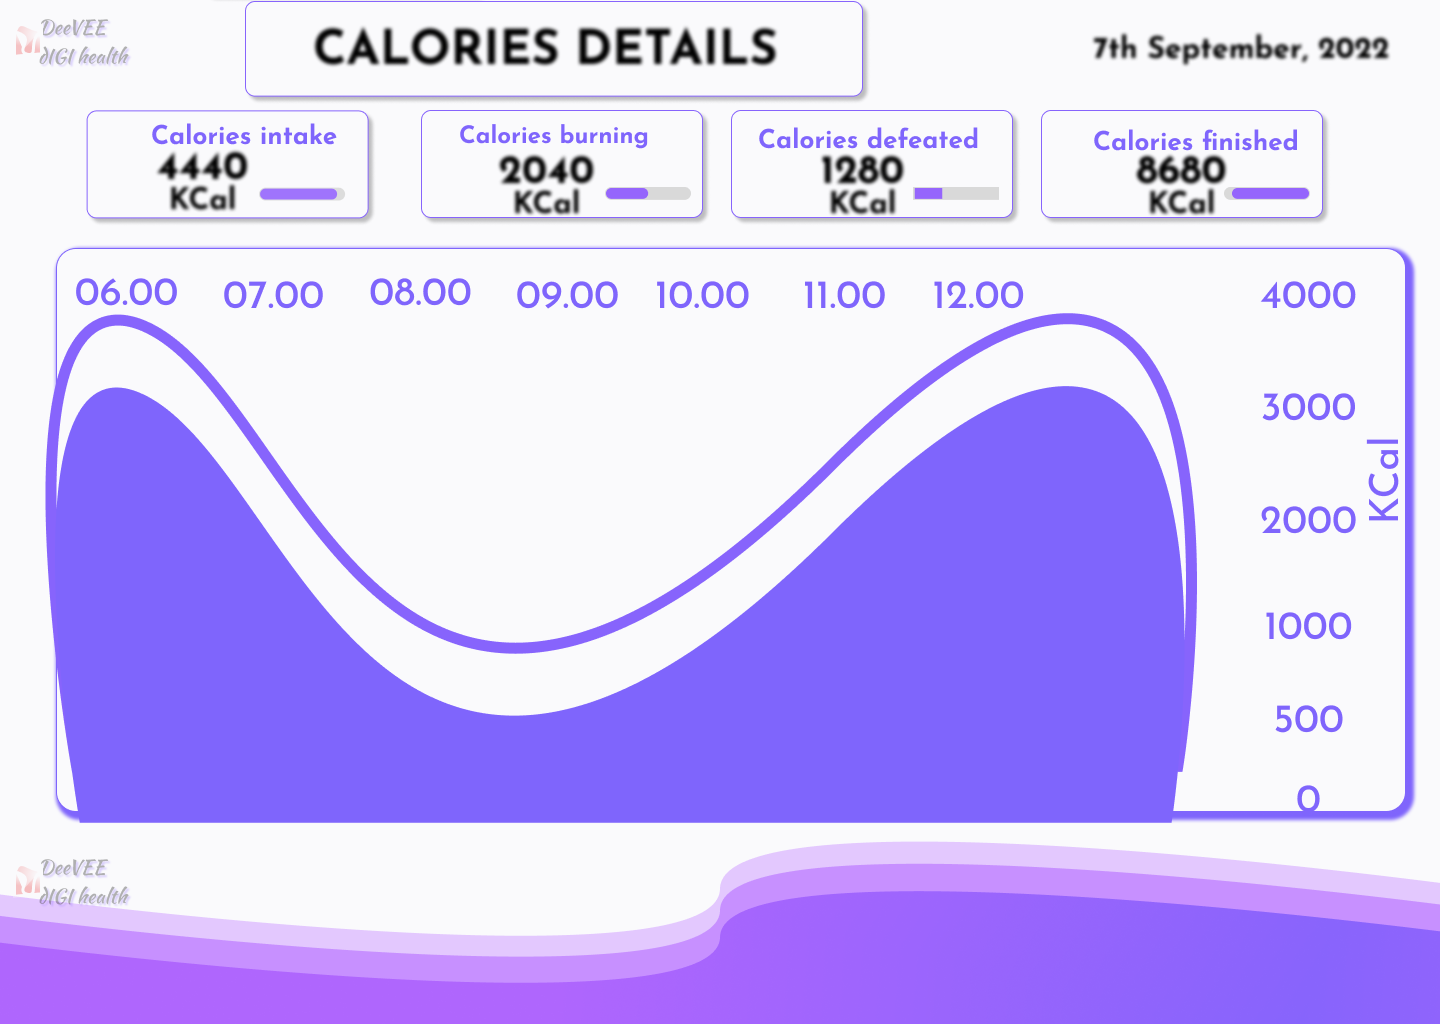 DeeVEE
dIGI health
CALORIES DETAILS
7th September, 2022
Calories intake
4440
KCal
Calories burning
2040
KCal
Calories defeated
1280
KCal
Calories finished
8680
KCal
06.00 07.00 08.00 09.00 10.00 11.00 12.00
4000
3000
2000
1000
500
0
KCal
DeeVEE
dIGI health